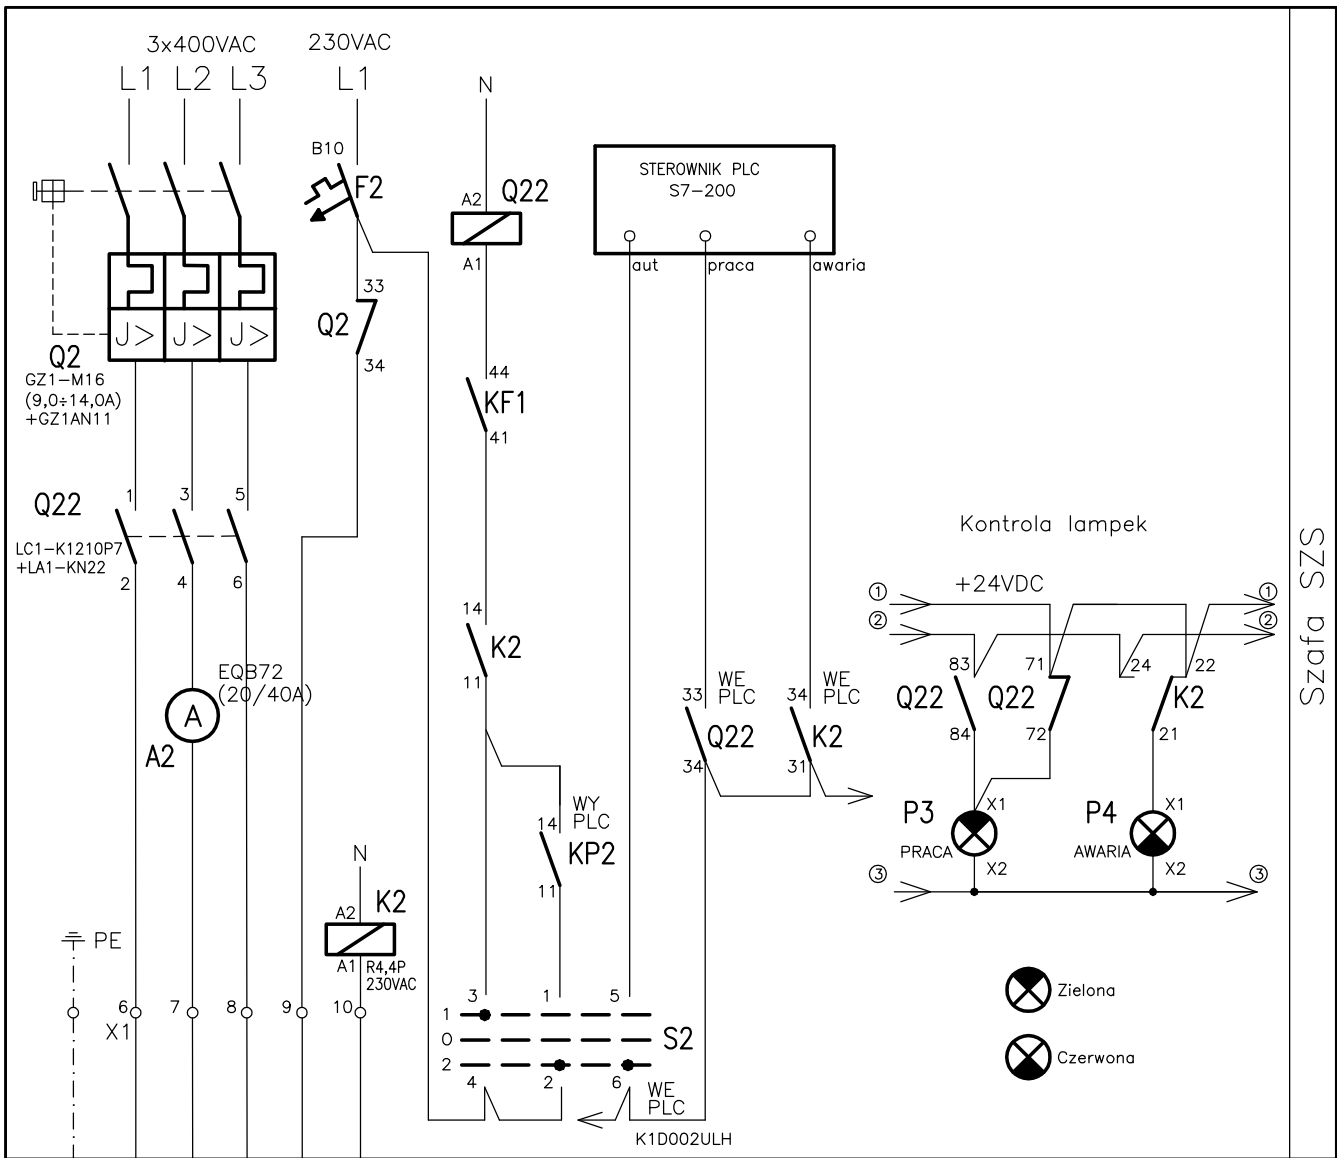 3x400VAC
230VAC
L1 L2 L3
L1
N
B10
F2
STEROWNIK PLC
S7-200
A2
Q22
A1
aut
praca
awaria
33
Q2
34
J> J> J>
Q2
GZ1-M16
(9,0÷14,0A)
+GZ1AN11
44
KF1
41
Q22
1
3
5
LC1-K1210P7
+LA1-KN22
2
4
6
Kontrola lampek
+24VDC
1
1
2
2
14
K2
11
EQB72
(20/40A)
A
A2
83
71
24
22
Q22
Q22
K2
84
72
21
WE
PLC
33
Q22
34
WE
PLC
34
K2
31
WY
PLC
14
KP2
11
P3
X1
PRACA
X2
P4
X1
AWARIA
X2
3
3
N
A2
K2
A1
R4,4P
230VAC
PE
6
7
8
9
10
X1
3
1
5
1
0
2
S2
4
2
6
WE
PLC
K1D002ULH
Zielona
Czerwona
Szafa SZS